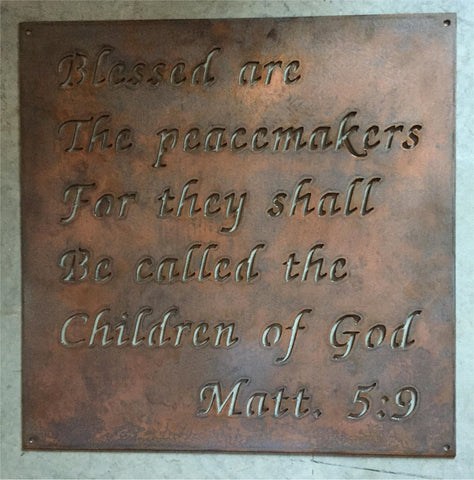 Blessed are
The peacemakers
For they shall
Be called the
Children of God
Matt. 5:9